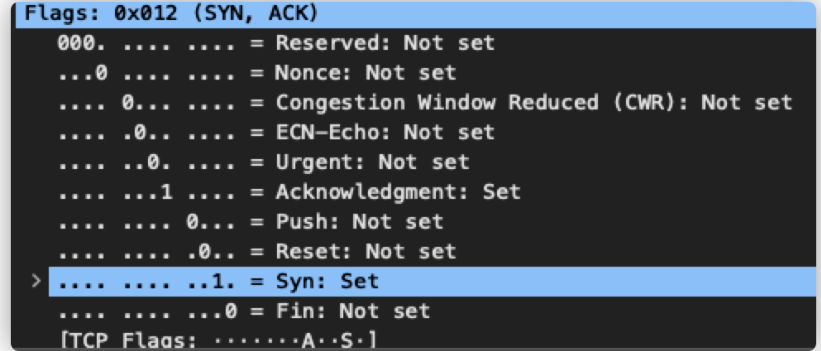 Flags: 0x012 (SYN, ACK)
000. .... .... = Reserved: Not set
...0 .... .... = Nonce: Not set
.... 0... .... = Congestion Window Reduced (CWR): Not set
.... .0.. .... = ECN-Echo: Not set
.... ..0. .... = Urgent: Not set
.... ...1 .... = Acknowledgment: Set
.... .... 0... = Push: Not set
.... .... .0.. = Reset: Not set
> .... .... ..1. = Syn: Set
.... .... ...0 = Fin: Not set
[TCP Flags: ·······A··S·]